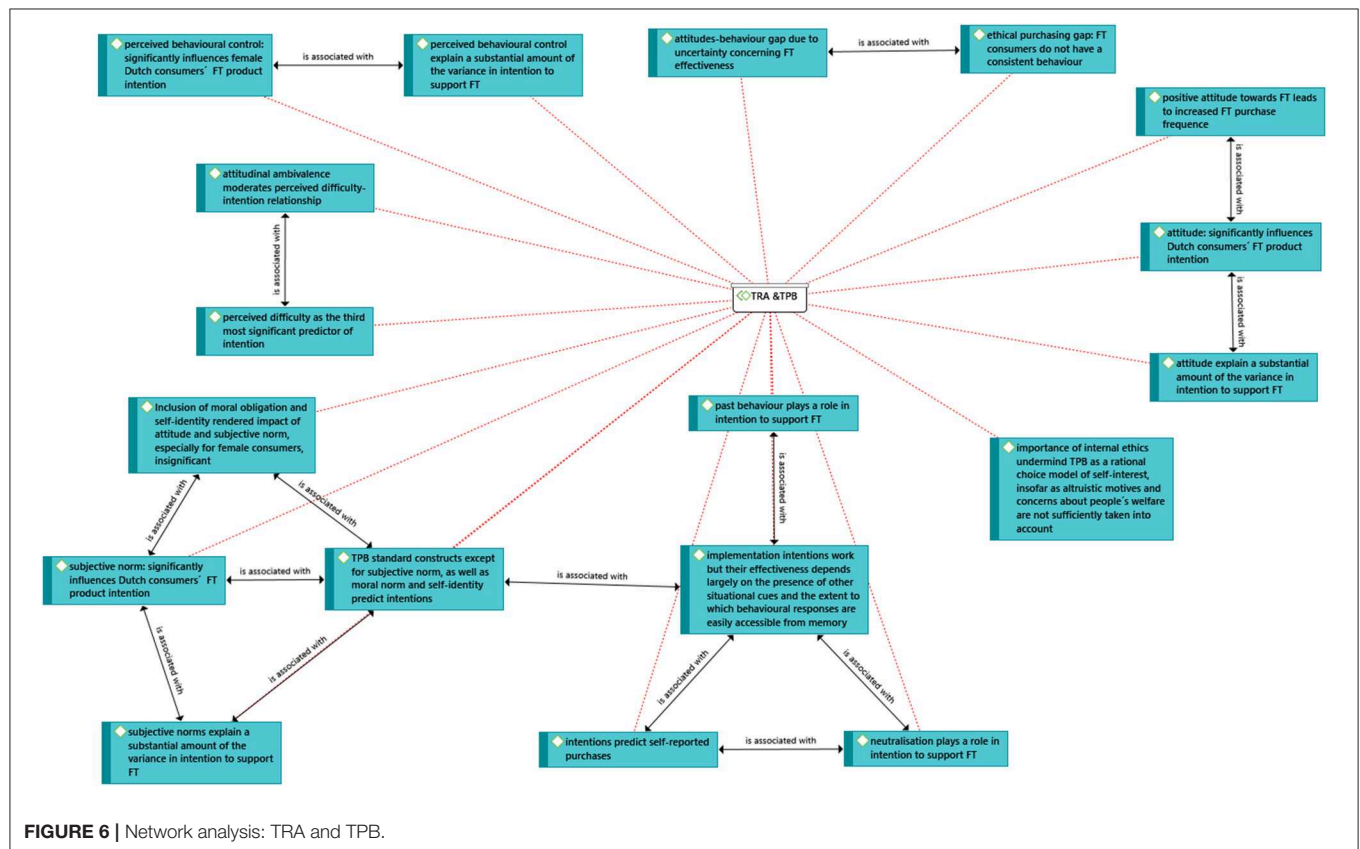 perceived behavioural control:
significantly influences female
Dutch consumers´ FT product
intention
is associated with
perceived behavioural control
explain a substantial amount of
the variance in intention to
support FT
attitudes-behaviour gap due to
uncertainty concerning FT
effectiveness
ethical purchasing gap: FT
consumers do not have a
consistent behaviour
positive attitude towards FT leads
to increased FT purchase
frequence
is associated with
attitude: significantly influences
Dutch consumers´ FT product
intention
is associated with
attitude explain a substantial
amount of the variance in
intention to support FT
is associated with
attitudinal ambivalence
moderates perceived difficulty-
intention relationship
is associated with
perceived difficulty as the third
most significant predictor of
intention
TRA &TPB
Inclusion of moral obligation and
self-identity rendered impact of
attitude and subjective norm,
especially for female consumers,
insignificant
is associated with
is associated with
subjective norm: significantly
influences Dutch consumers´ FT
product intention
is associated with
TPB standard constructs except
for subjective norm, as well as
moral norm and self-identity
predict intentions
is associated with
is associated with
subjective norms explain a
substantial amount of the
variance in intention to support
FT
is associated with
past behaviour plays a role in
intention to support FT
is associated with
implementation intentions work
but their effectiveness depends
largely on the presence of other
situational cues and the extent to
which behavioural responses are
easily accessible from memory
is associated with
is associated with
intentions predict self-reported
purchases
is associated with
neutralisation plays a role in
intention to support FT
importance of internal ethics
undermind TPB as a rational
choice model of self-interest,
insofar as altruistic motives and
concerns about people´s welfare
are not sufficiently taken into
account
FIGURE 6 | Network analysis: TRA and TPB.